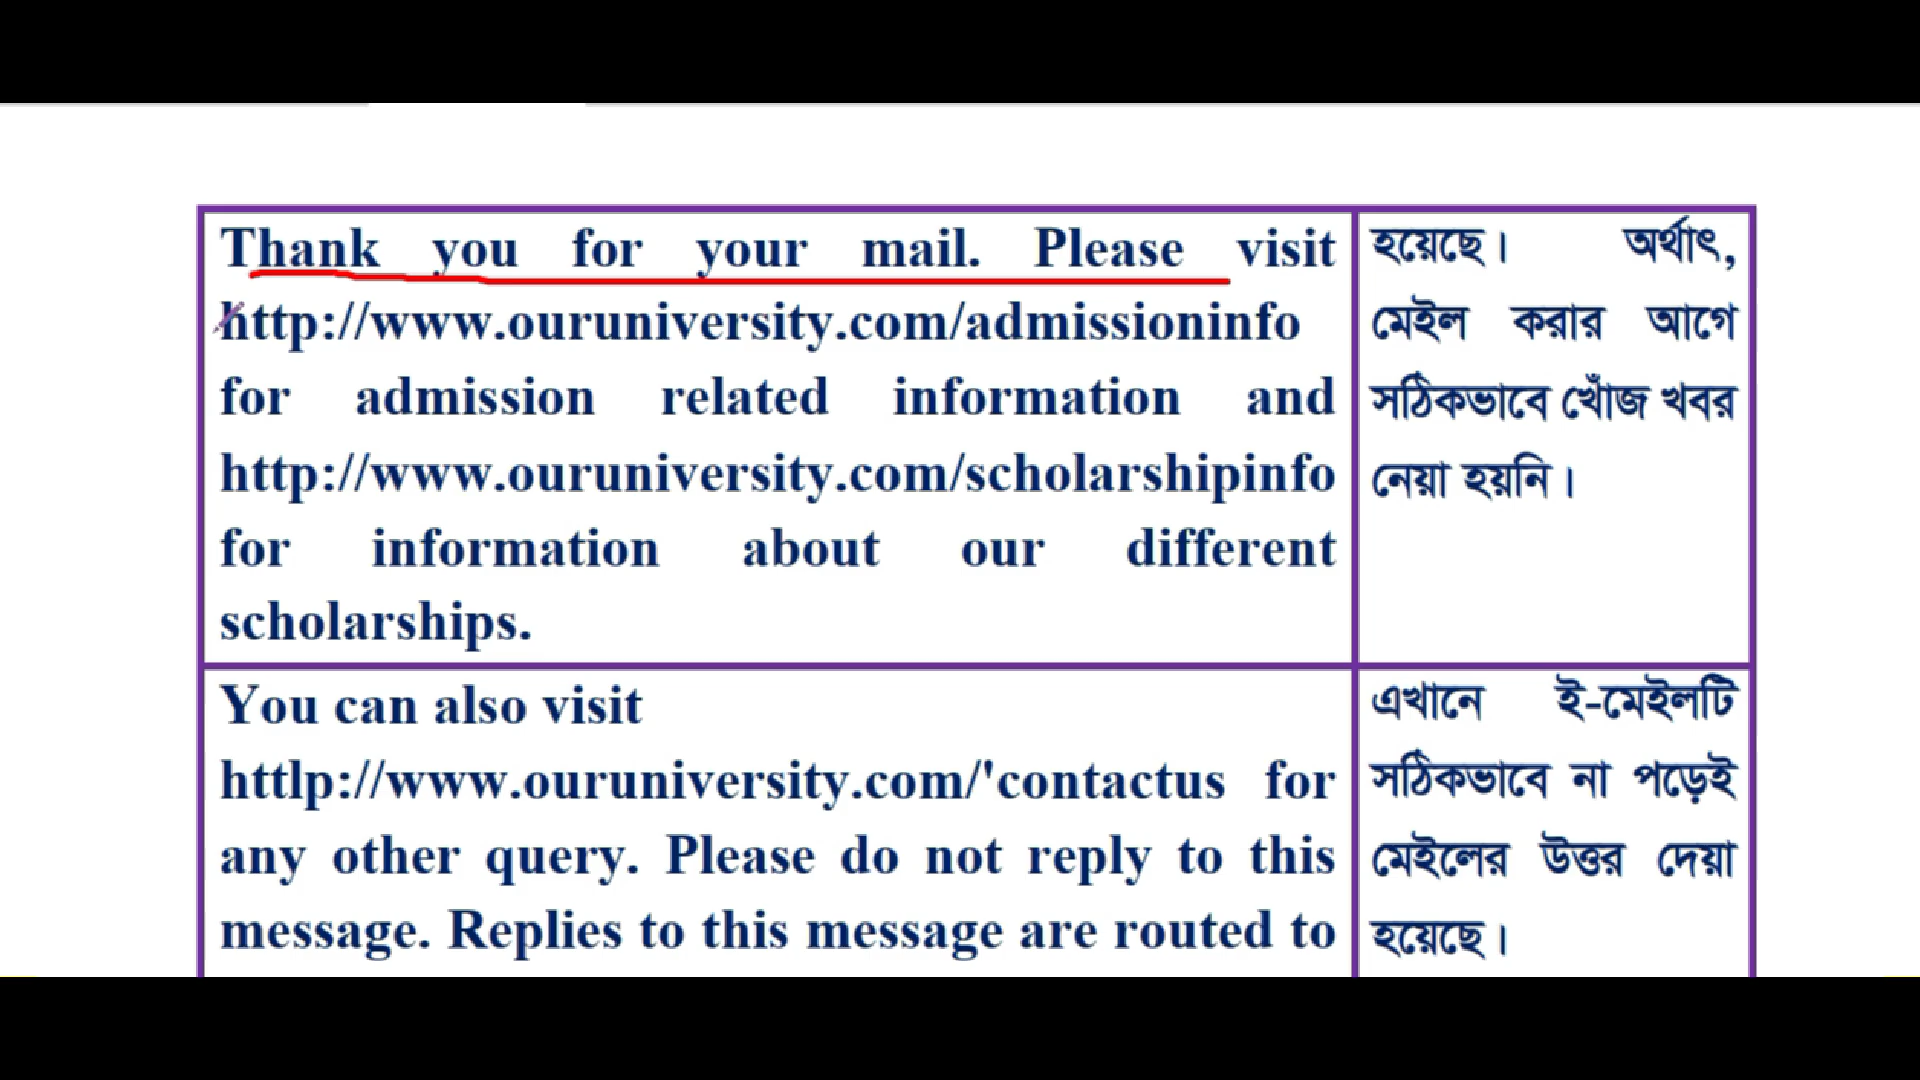 Thank you for your mail. Please visit
http://www.ouruniversity.com/admissioninfo
for admission related information and
http://www.ouruniversity.com/scholarshipinfo
for information about our different
scholarships.
হয়েছে। অর্থাৎ,
মেইল করার আগে
সঠিকভাবে খোঁজ খবর
নেয়া হয়নি।
You can also visit
httlp://www.ouruniversity.com/'contactus for
any other query. Please do not reply to this
message. Replies to this message are routed to
এখানে ই-মেইলটি
সঠিকভাবে না পড়েই
মেইলের উত্তর দেয়া
হয়েছে।